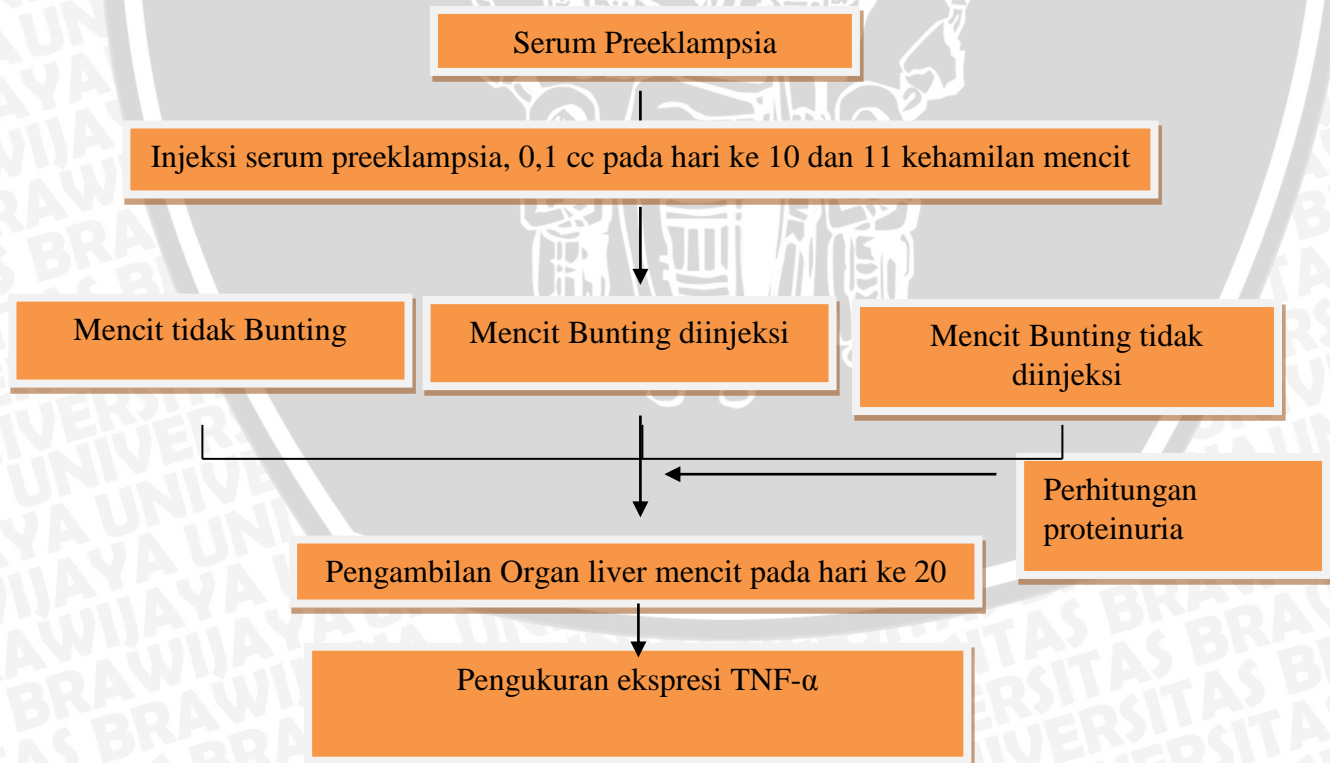 Serum Preeklampsia
Injeksi serum preeklampsia, 0,1 cc pada hari ke 10 dan 11 kehamilan mencit
Mencit tidak Bunting
Mencit Bunting diinjeksi
Mencit Bunting tidak
diinjeksi
Perhitungan
proteinuria
Pengambilan Organ liver mencit pada hari ke 20
Pengukuran ekspresi TNF-α